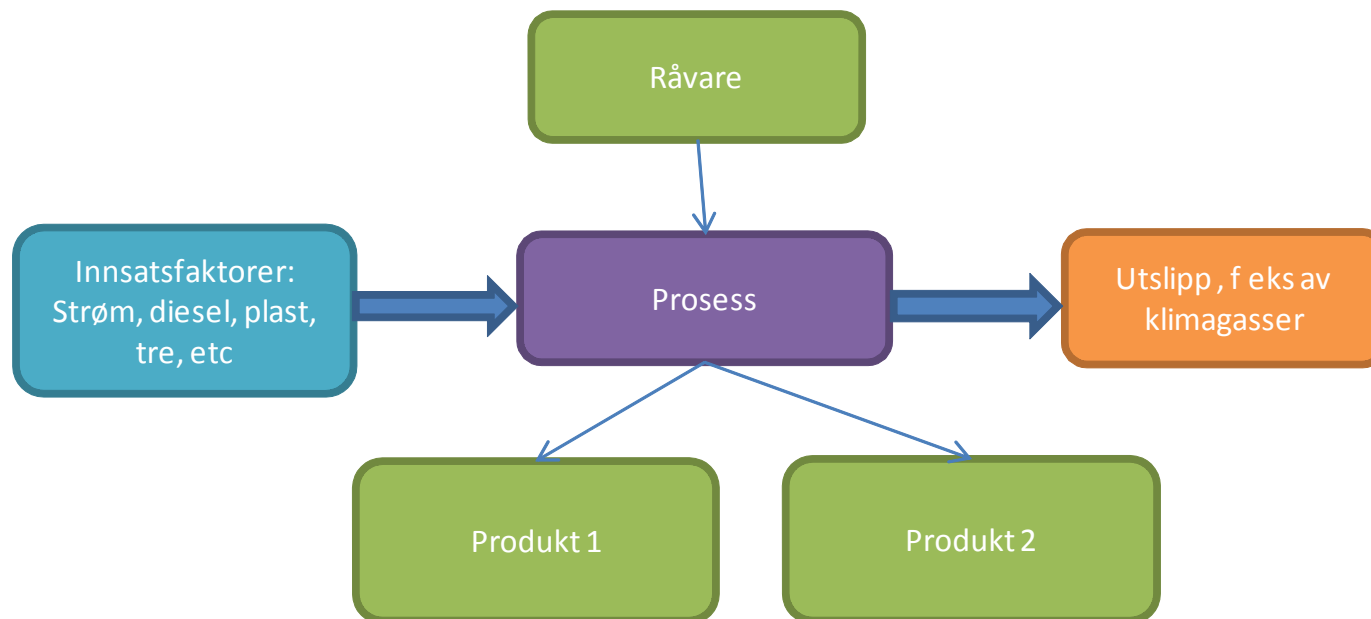 Råvare
Innsatsfaktorer:
Strøm, diesel, plast,
tre, etc
Prosess
Utslipp , f eks av
klimagasser
Produkt 1
Produkt 2